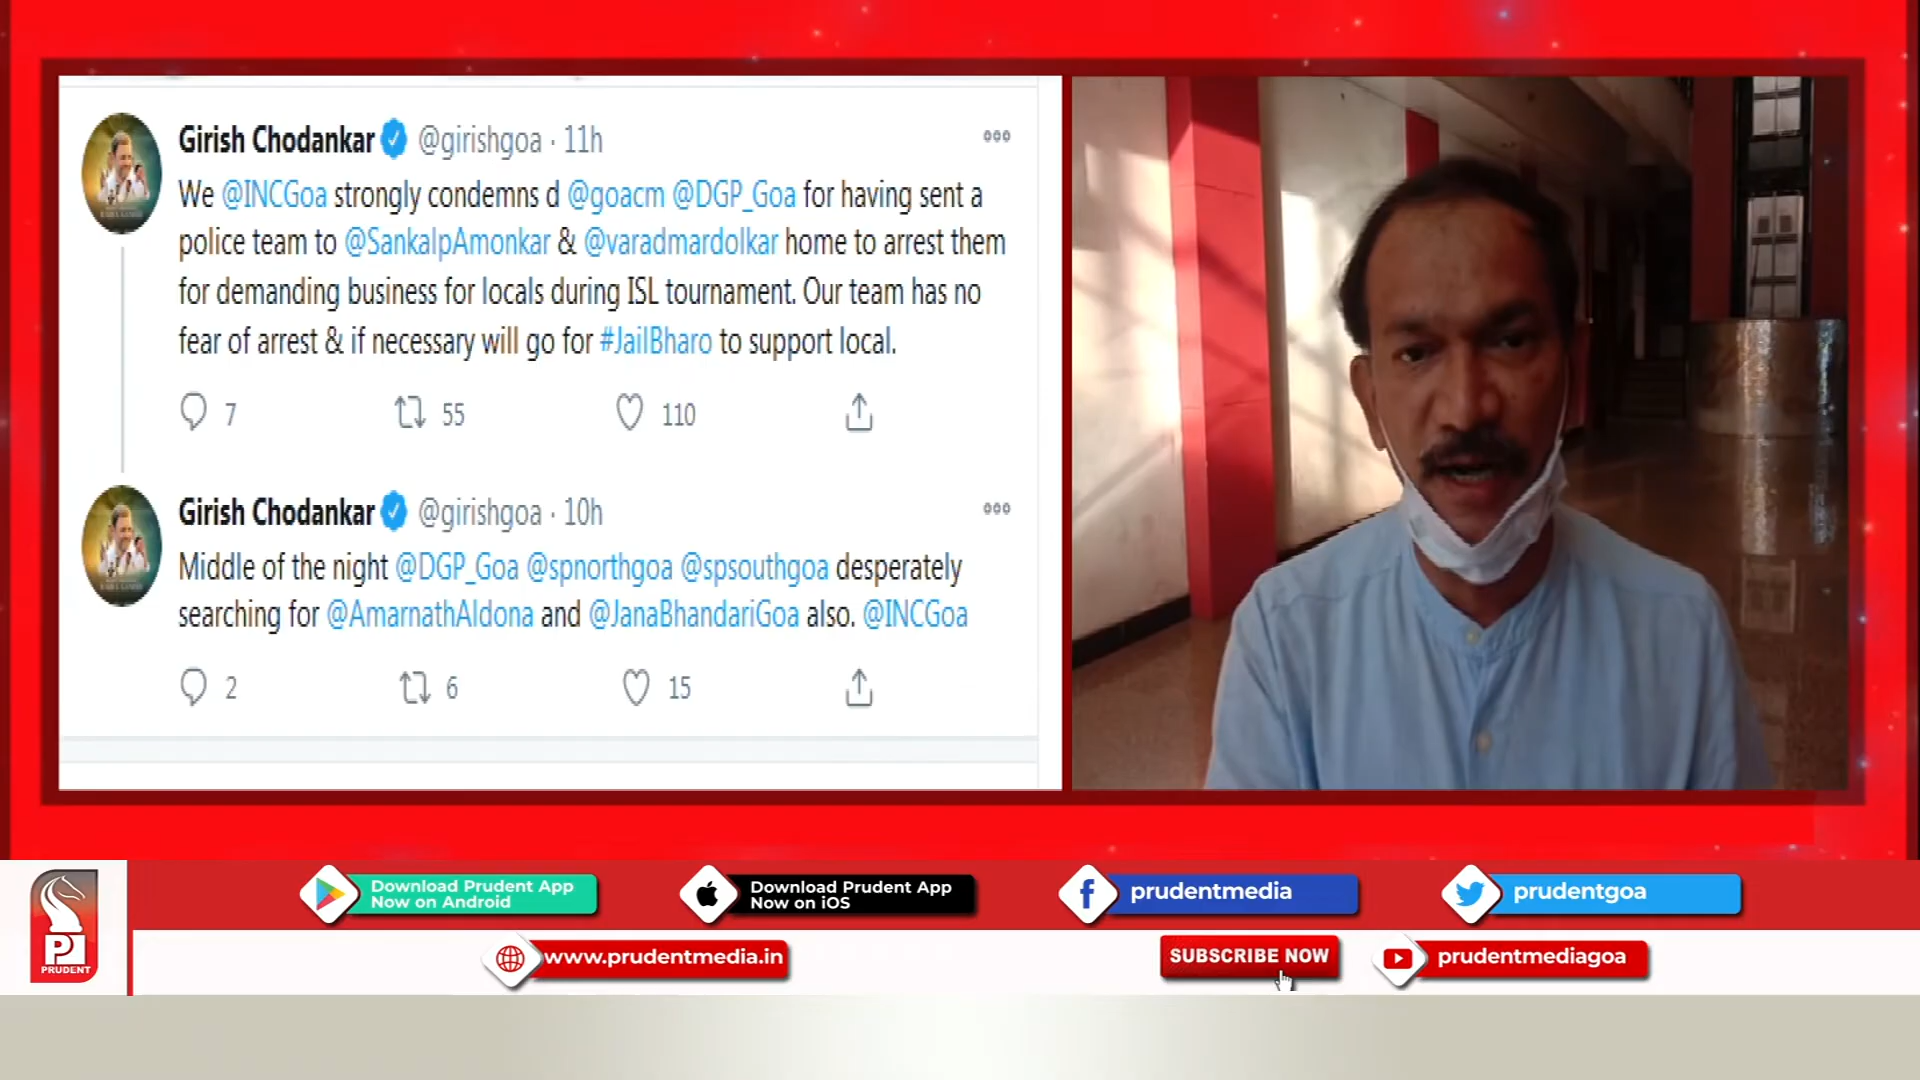 Girish Chodankar @girishgoa · 11h
We @INCGoa strongly condemns d @goacm @DGP_Goa for having sent a
police team to @SankalpAmonkar & @varadmardolkar home to arrest them
for demanding business for locals during ISL tournament. Our team has no
fear of arrest & if necessary will go for #JailBharo to support local.
7 55 110
Girish Chodankar @girishgoa · 10h
Middle of the night @DGP_Goa @spnorthgoa @spsouthgoa desperately
searching for @AmarnathAldona and @JanaBhandariGoa also. @INCGoa
2 6 15
Download Prudent App
Now on Android
Download Prudent App
Now on iOS
prudentmedia
prudentgoa
PRUDENT
www.prudentmedia.in
SUBSCRIBE NOW
prudentmediagoa